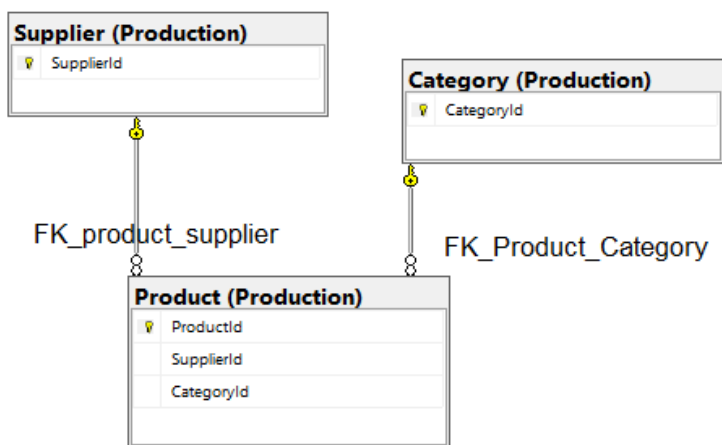 Supplier (Production)
SupplierId
Category (Production)
CategoryId
FK_product_supplier
FK_Product_Category
Product (Production)
ProductId
SupplierId
CategoryId